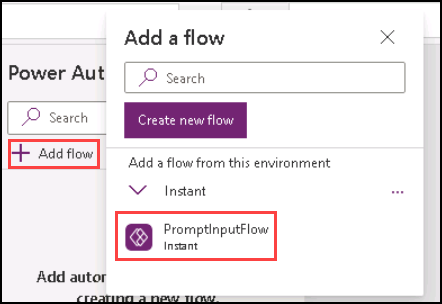 Power Aut
Search
Add flow
Add autor
creating a new flow.
Add a flow
Search
Create new flow
Add a flow from this environment
Instant
PromptInputFlow
Instant